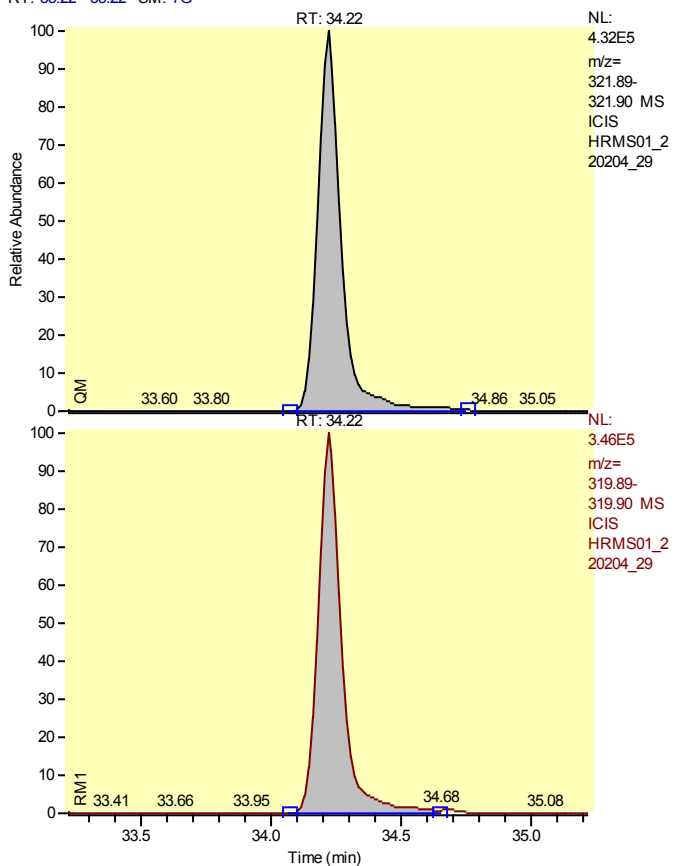 RT: 34.22
NL:
4.32E5
m/z=
321.89-
321.90 MS
ICIS
HRMS01_2
20204_29
Relative Abundance
100
90
80
70
60
50
40
30
20
10
0
QM
33.60 33.80
34.86 35.05
RT: 34.22
NL:
3.46E5
m/z=
319.89-
319.90 MS
ICIS
HRMS01_2
20204_29
100
90
80
70
60
50
40
30
20
10
0
RM1
33.41 33.66 33.95
34.68 35.08
33.5 34.0 34.5 35.0
Time (min)